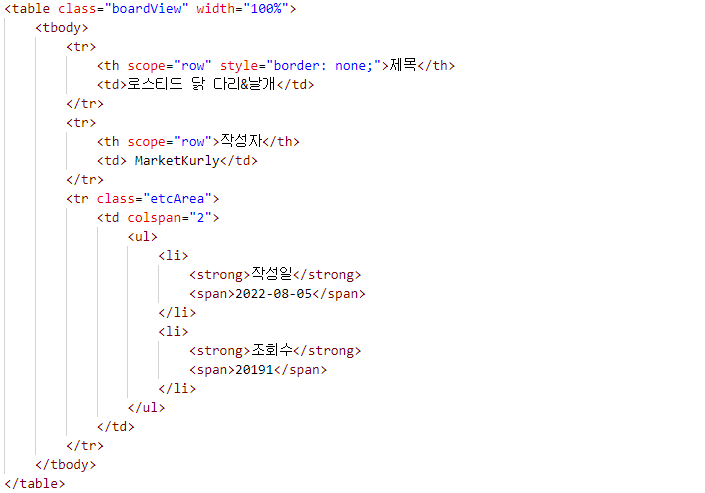 <table class="boardView" width="100%">
<tbody>
<tr>
<th scope="row" style="border: none;">제목</th>
<td>로스티드 닭 다리&날개</td>
</tr>
<tr>
<th scope="row">작성자</th>
<td> MarketKurly</td>
</tr>
<tr class="etcArea">
<td colspan="2">
<ul>
<li>
<strong>작성일</strong>
<span>2022-08-05</span>
</li>
<li>
<strong>조회수</strong>
<span>20191</span>
</li>
</ul>
</td>
</tr>
</tbody>
</table>